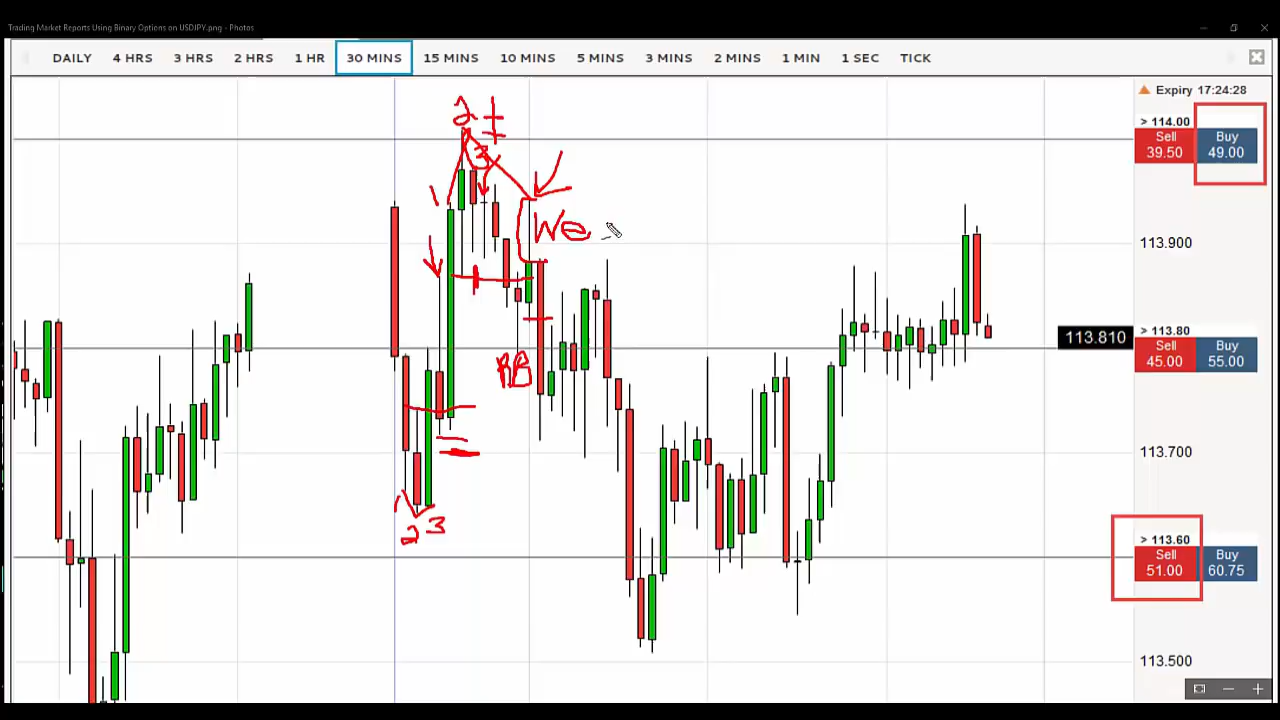 Trading Market Reports Using Binary Options on USDJPY.png - Photos
DAILY 4 HRS 3 HRS 2 HRS 1 HR 30 MINS 15 MINS 10 MINS 5 MINS 3 MINS 2 MINS 1 MIN 1 SEC TICK
Expiry 17:24:28
> 114.00
Sell Buy
39.50 49.00
113.900
> 113.80
113.810
Sell Buy
45.00 55.00
113.700
> 113.60
Sell Buy
51.00 60.75
113.500
2
3
1
1
2 3